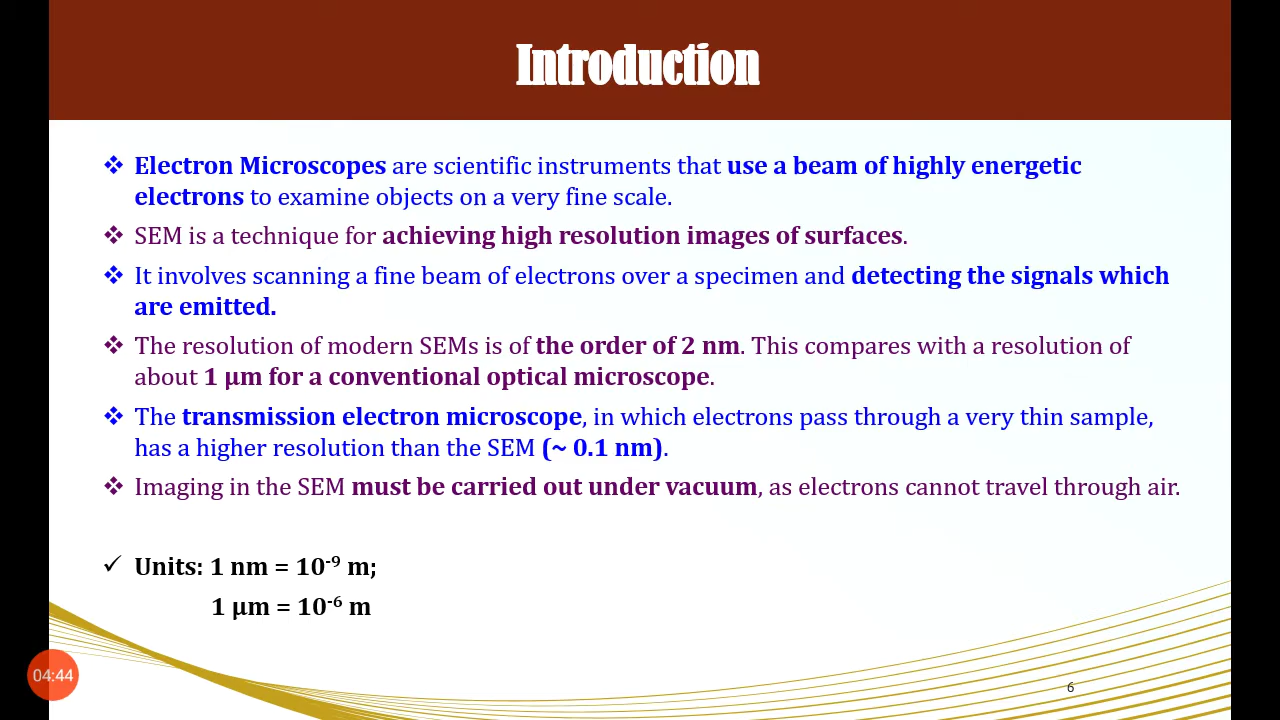 Introduction
❖ Electron Microscopes are scientific instruments that use a beam of highly energetic
electrons to examine objects on a very fine scale.
❖ SEM is a technique for achieving high resolution images of surfaces.
❖ It involves scanning a fine beam of electrons over a specimen and detecting the signals which
are emitted.
❖ The resolution of modern SEMs is of the order of 2 nm. This compares with a resolution of
about 1 μm for a conventional optical microscope.
❖ The transmission electron microscope, in which electrons pass through a very thin sample,
has a higher resolution than the SEM (~ 0.1 nm).
❖ Imaging in the SEM must be carried out under vacuum, as electrons cannot travel through air.
✓ Units: 1 nm = 10⁻⁹ m;
1 μm = 10⁻⁶ m
04:44
6